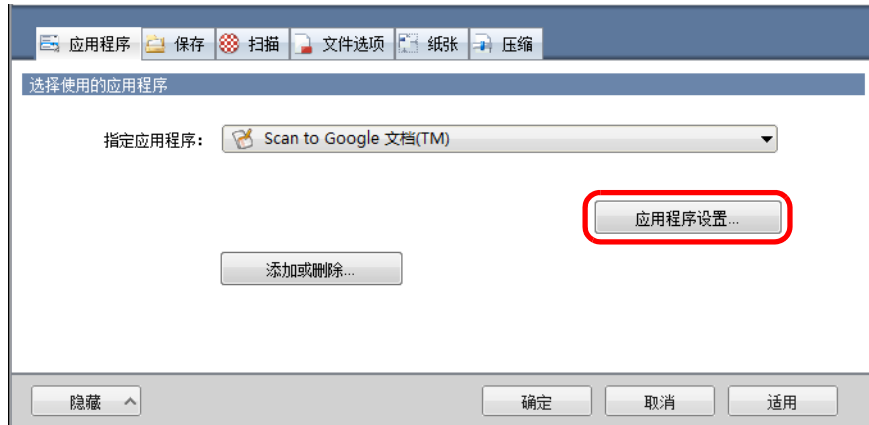 应用程序 保存 扫描 文件选项 纸张 压缩
选择使用的应用程序
指定应用程序： Scan to Google 文档(TM)
应用程序设置...
添加或删除...
隐藏 确定 取消 适用